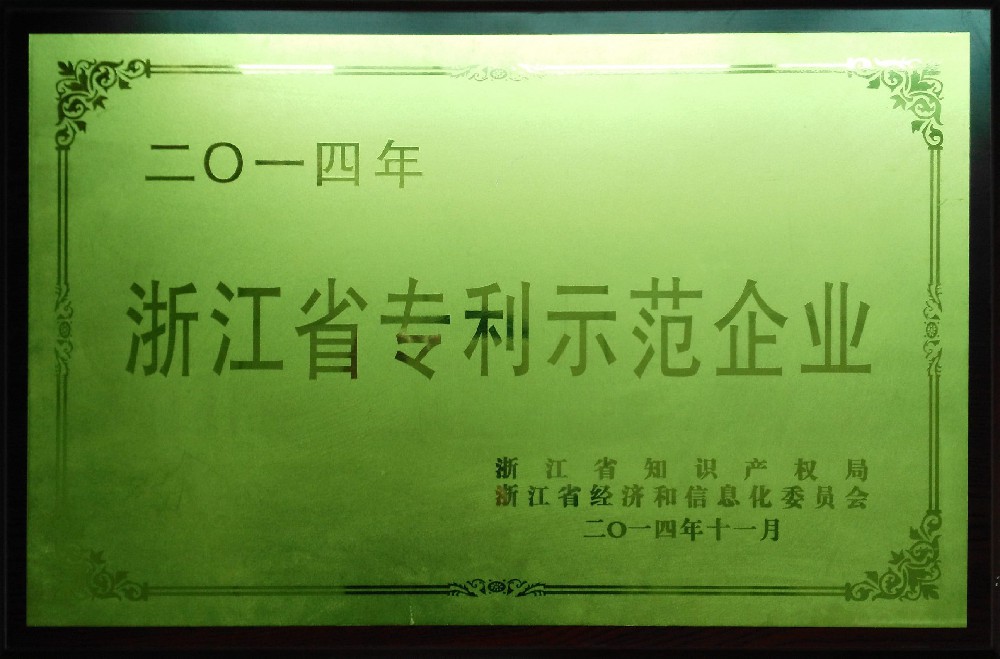 二〇一四年
浙江省专利示范企业
浙江省知识产权局
浙江省经济和信息化委员会
二〇一四年十一月